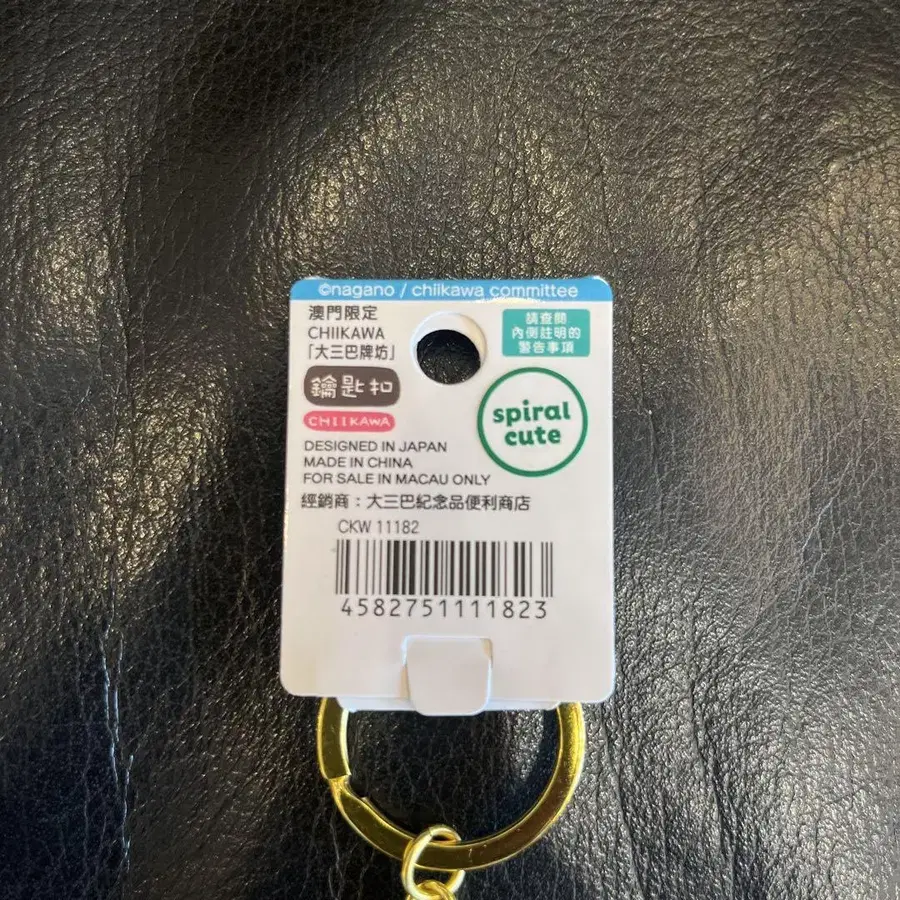 ©nagano / chiikawa committee
澳門限定
CHIIKAWA
「大三巴牌坊」
請查閱
內側註明的
警告事項
鑰匙扣
CHIIKAWA
spiral
cute
DESIGNED IN JAPAN
MADE IN CHINA
FOR SALE IN MACAU ONLY
經銷商：大三巴紀念品便利商店
CKW 11182
4582751111823